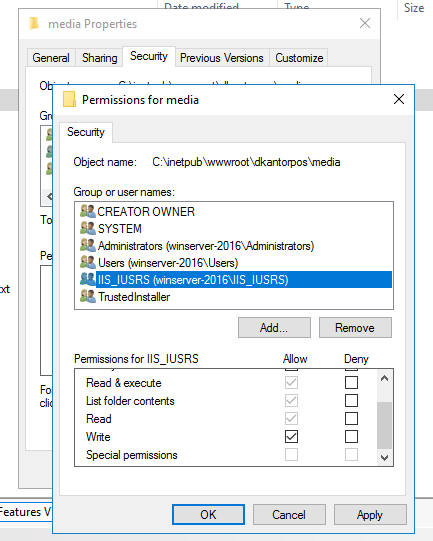 Date modified Type Size
media Properties
General Sharing Security Previous Versions Customize
Permissions for media
Security
Object name: C:\inetpub\wwwroot\dkantorpos\media
Group or user names:
CREATOR OWNER
SYSTEM
Administrators (winserver-2016\Administrators)
Users (winserver-2016\Users)
IIS_IUSRS (winserver-2016\IIS_IUSRS)
TrustedInstaller
Add... Remove
Permissions for IIS_IUSRS Allow Deny
Read & execute
List folder contents
Read
Write
Special permissions
OK Cancel Apply
Gro
To
Pe
xt
Fo
clic
Features V